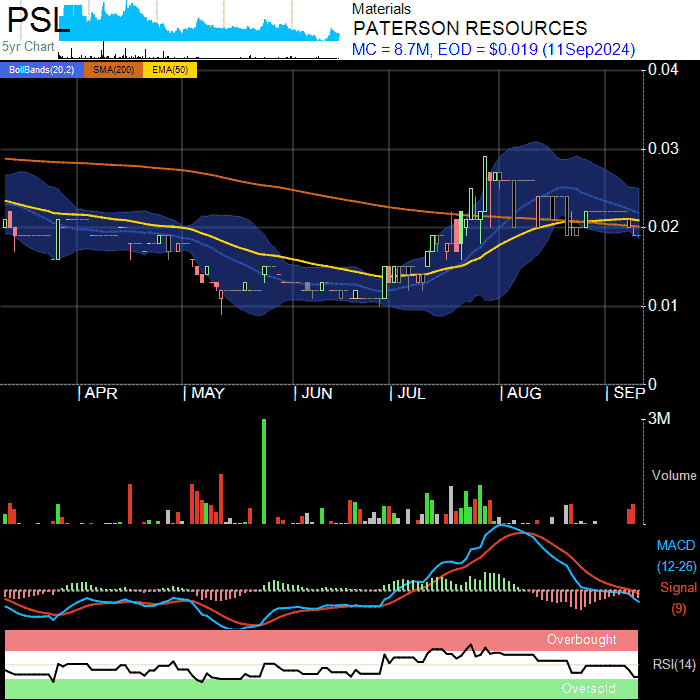 PSL
5yr Chart
Materials
PATERSON RESOURCES
MC = 8.7M, EOD = $0.019 (11Sep2024)
BollBands(20,2) SMA(200) EMA(50)
0.04
0.03
0.02
0.01
0
APR MAY JUN JUL AUG SEP
3M
Volume
MACD
(12-26)
Signal
(9)
Overbought
RSI(14)
Oversold